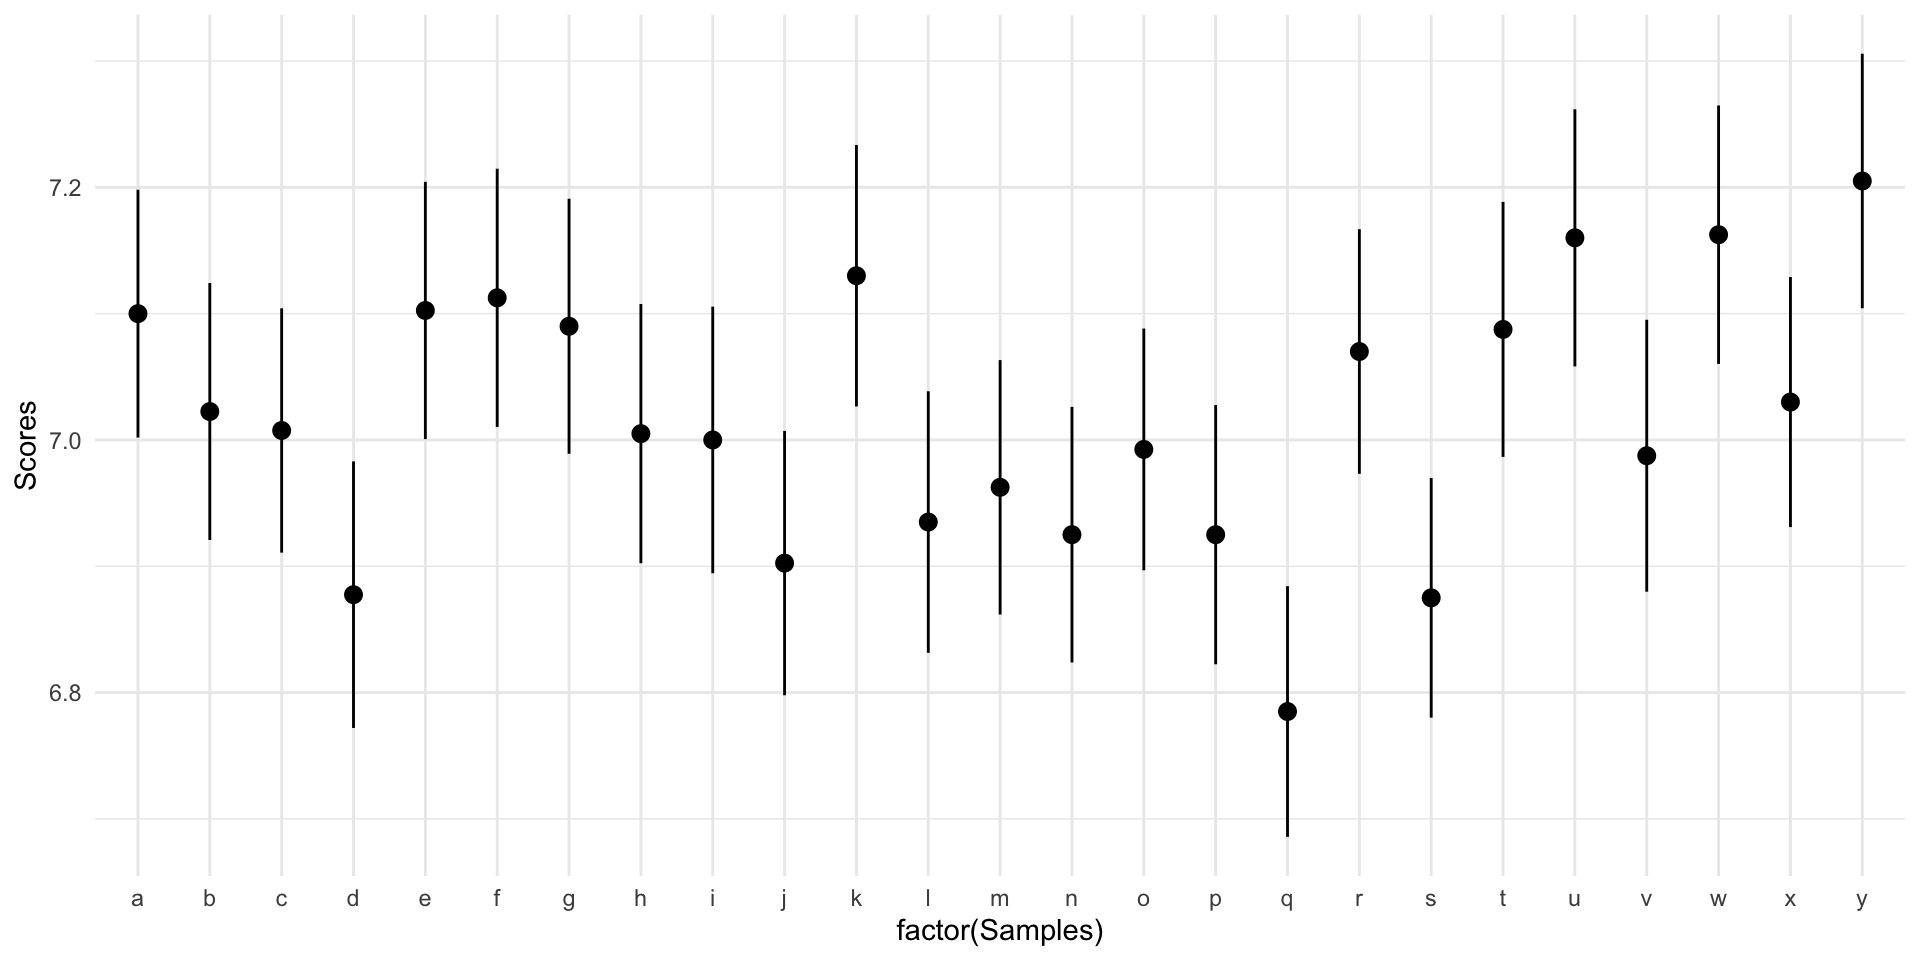 Scores
7.2
7.0
6.8
a b c d e f g h i j k l m n o p q r s t u v w x y
factor(Samples)